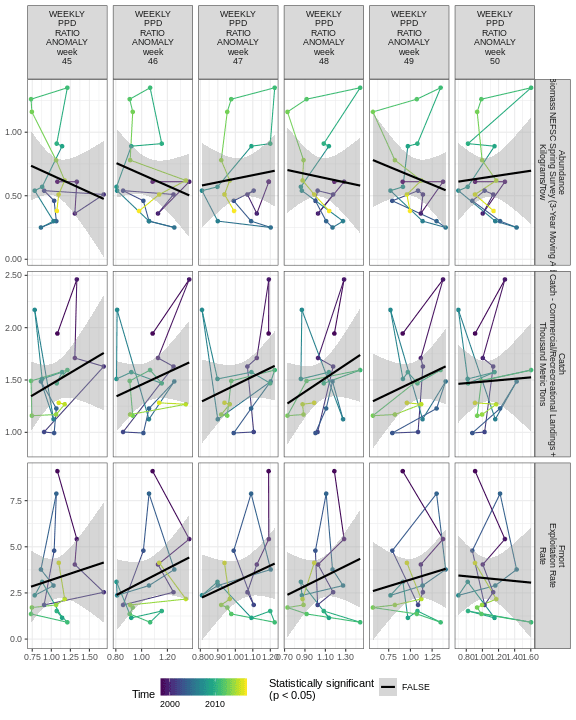 WEEKLY
PPD
RATIO
ANOMALY
week
45
WEEKLY
PPD
RATIO
ANOMALY
week
46
WEEKLY
PPD
RATIO
ANOMALY
week
47
WEEKLY
PPD
RATIO
ANOMALY
week
48
WEEKLY
PPD
RATIO
ANOMALY
week
49
WEEKLY
PPD
RATIO
ANOMALY
week
50
1.00
0.50
0.00
Abundance
Biomass NEFSC Spring Survey (3-Year Moving A
Kilograms/Tow
2.50
2.00
1.50
1.00
Catch
Catch - Commercial/Recreational Landings +
Thousand Metric Tons
7.5
5.0
2.5
0.0
Fmort
Exploitation Rate
Rate
0.75 1.00 1.25 1.50
0.80 1.00 1.20
0.80 0.90 1.00 1.10 1.20
0.70 0.90 1.10 1.30
0.75 1.00 1.25
0.80 1.00 1.20 1.40 1.60
Time
2000 2010
Statistically significant
(p < 0.05)
FALSE